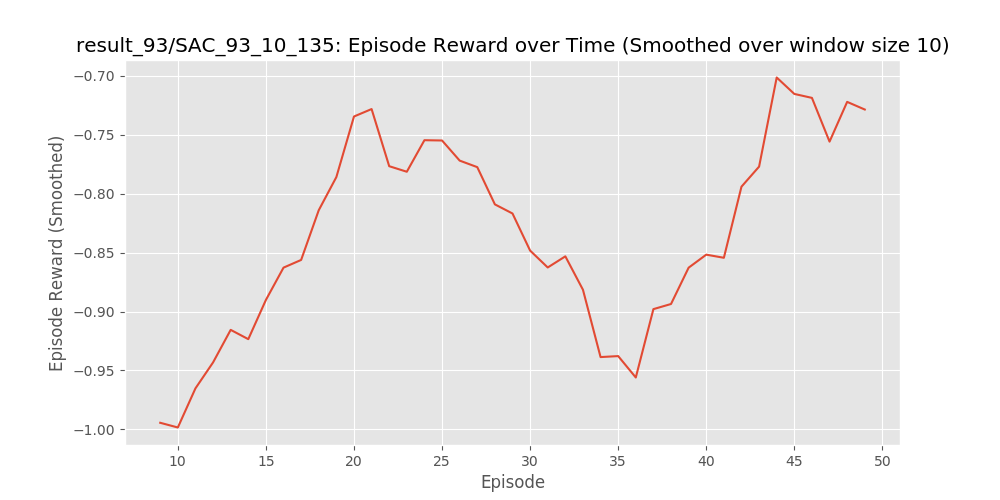 result_93/SAC_93_10_135: Episode Reward over Time (Smoothed over window size 10)
Episode Reward (Smoothed)
−0.70
−0.75
−0.80
−0.85
−0.90
−0.95
−1.00
10 15 20 25 30 35 40 45 50
Episode